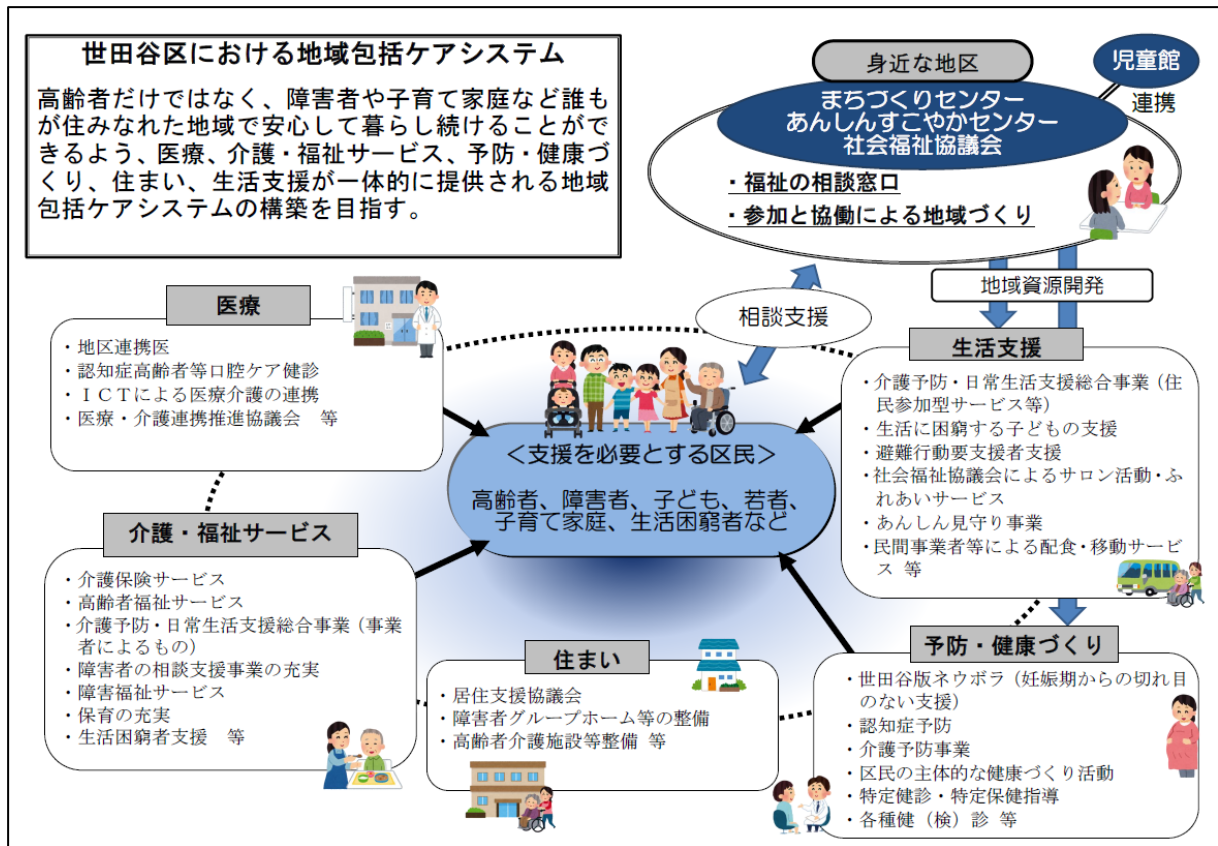 世田谷区における地域包括ケアシステム
高齢者だけではなく、障害者や子育て家庭など誰も
が住みなれた地域で安心して暮らし続けることがで
きるよう、医療、介護・福祉サービス、予防・健康づ
くり、住まい、生活支援が一体的に提供される地域
包括ケアシステムの構築を目指す。
身近な地区
児童館
連携
まちづくりセンター
あんしんすこやかセンター
社会福祉協議会
・福祉の相談窓口
・参加と協働による地域づくり
地域資源開発
相談支援
医療
・地区連携医
・認知症高齢者等口腔ケア健診
・ＩＣＴによる医療介護の連携
・医療・介護連携推進協議会　等
生活支援
・介護予防・日常生活支援総合事業（住
民参加型サービス等）
・生活に困窮する子どもの支援
・避難行動要支援者支援
・社会福祉協議会によるサロン活動・ふ
れあいサービス
・あんしん見守り事業
・民間事業者等による配食・移動サービ
ス 等
＜支援を必要とする区民＞
高齢者、障害者、子ども、若者、
子育て家庭、生活困窮者など
介護・福祉サービス
・介護保険サービス
・高齢者福祉サービス
・介護予防・日常生活支援総合事業（事業
者によるもの）
・障害者の相談支援事業の充実
・障害福祉サービス
・保育の充実
・生活困窮者支援　等
住まい
・居住支援協議会
・障害者グループホーム等の整備
・高齢者介護施設等整備 等
予防・健康づくり
・世田谷版ネウボラ（妊娠期からの切れ目
のない支援）
・認知症予防
・介護予防事業
・区民の主体的な健康づくり活動
・特定健診・特定保健指導
・各種健（検）診 等